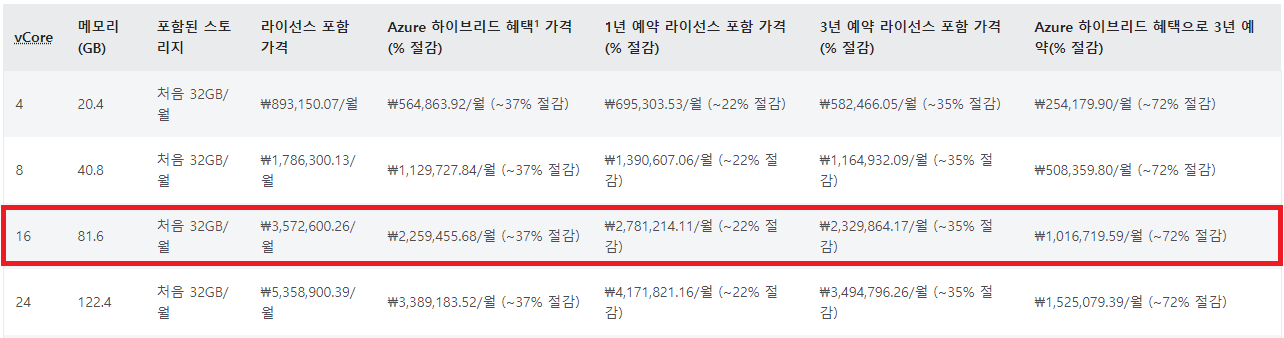 vCore 메모리 (GB) 포함된 스토리지 라이선스 포함 가격 Azure 하이브리드 혜택1 가격 (% 절감) 1년 예약 라이선스 포함 가격 (% 절감) 3년 예약 라이선스 포함 가격 (% 절감) Azure 하이브리드 혜택으로 3년 예약(% 절감)
4 20.4 처음 32GB/월 ₩893,150.07/월 ₩564,863.92/월 (~37% 절감) ₩695,303.53/월 (~22% 절감) ₩582,466.05/월 (~35% 절감) ₩254,179.90/월 (~72% 절감)
8 40.8 처음 32GB/월 ₩1,786,300.13/월 ₩1,129,727.84/월 (~37% 절감) ₩1,390,607.06/월 (~22% 절감) ₩1,164,932.09/월 (~35% 절감) ₩508,359.80/월 (~72% 절감)
16 81.6 처음 32GB/월 ₩3,572,600.26/월 ₩2,259,455.68/월 (~37% 절감) ₩2,781,214.11/월 (~22% 절감) ₩2,329,864.17/월 (~35% 절감) ₩1,016,719.59/월 (~72% 절감)
24 122.4 처음 32GB/월 ₩5,358,900.39/월 ₩3,389,183.52/월 (~37% 절감) ₩4,171,821.16/월 (~22% 절감) ₩3,494,796.26/월 (~35% 절감) ₩1,525,079.39/월 (~72% 절감)